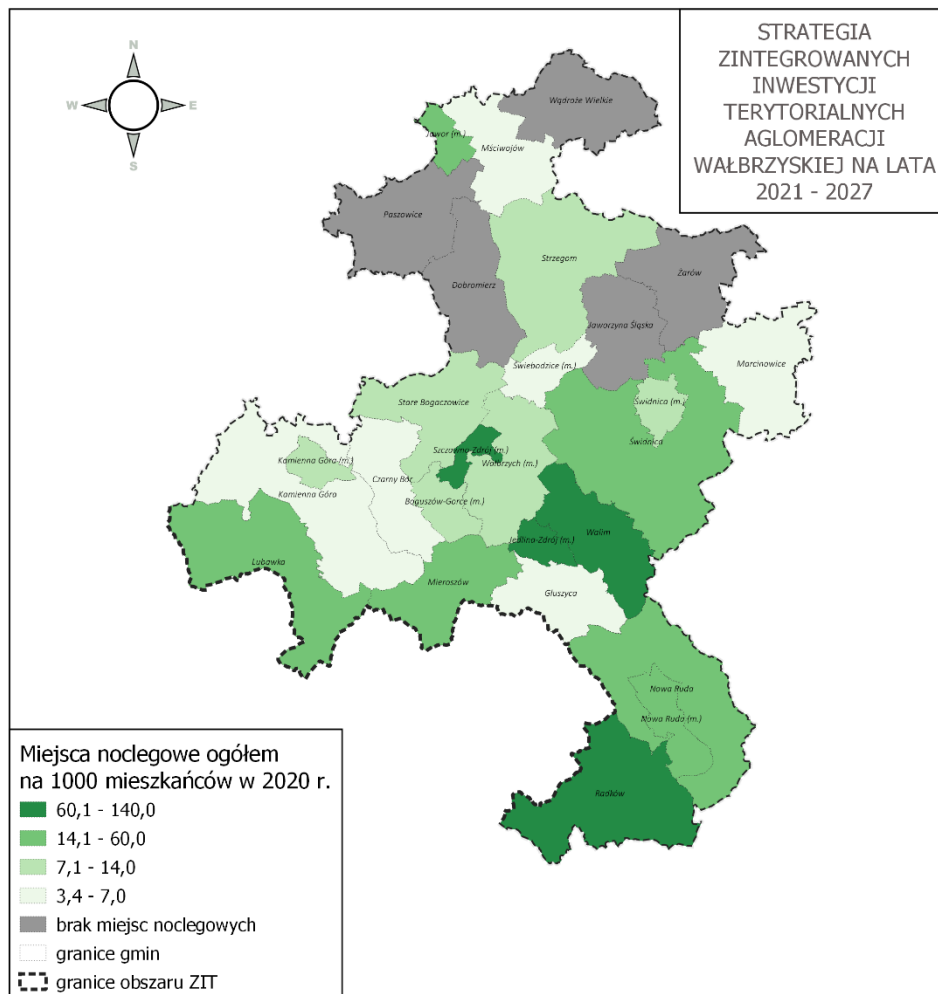 STRATEGIA
ZINTEGROWANYCH
INWESTYCJI
TERYTORIALNYCH
AGLOMERACJI
WAŁBRZYSKIEJ NA LATA
2021 - 2027
N
W E
S
Wądroże Wielkie
Jawor (m.)
Mściwojów
Paszowice
Strzegom
Dobromierz
Żarów
Jaworzyna Śląska
Marcinowice
Świebodzice (m.)
Stare Bogaczowice
Świdnica (m.)
Świdnica
Szczawno-Zdrój (m.)
Kamienna Góra (m.)
Wałbrzych (m.)
Czarny Bór
Kamienna Góra
Boguszów-Gorce (m.)
Jedlina-Zdrój (m.)
Walim
Lubawka
Mieroszów
Głuszyca
Nowa Ruda
Nowa Ruda (m.)
Radków
Miejsca noclegowe ogółem
na 1000 mieszkańców w 2020 r.
60,1 - 140,0
14,1 - 60,0
7,1 - 14,0
3,4 - 7,0
brak miejsc noclegowych
granice gmin
granice obszaru ZIT